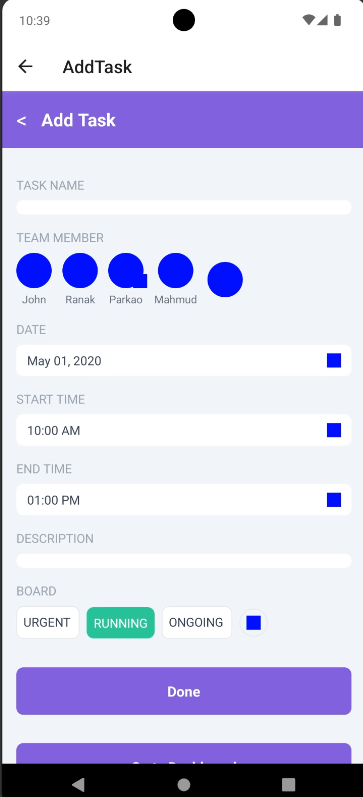 10:39
AddTask
< Add Task
TASK NAME
TEAM MEMBER
John Ranak Parkao Mahmud
DATE
May 01, 2020
START TIME
10:00 AM
END TIME
01:00 PM
DESCRIPTION
BOARD
URGENT RUNNING ONGOING
Done